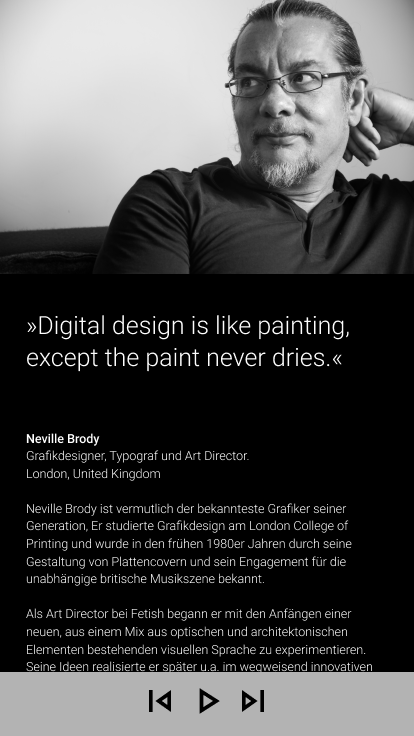 »Digital design is like painting,
except the paint never dries.«
Neville Brody
Grafikdesigner, Typograf und Art Director.
London, United Kingdom
Neville Brody ist vermutlich der bekannteste Grafiker seiner
Generation, Er studierte Grafikdesign am London College of
Printing und wurde in den frühen 1980er Jahren durch seine
Gestaltung von Plattencovern und sein Engagement für die
unabhängige britische Musikszene bekannt.
Als Art Director bei Fetish begann er mit den Anfängen einer
neuen, aus einem Mix aus optischen und architektonischen
Elementen bestehenden visuellen Sprache zu experimentieren.
Seine Ideen realisierte er später u.a. im wegweisend innovativen